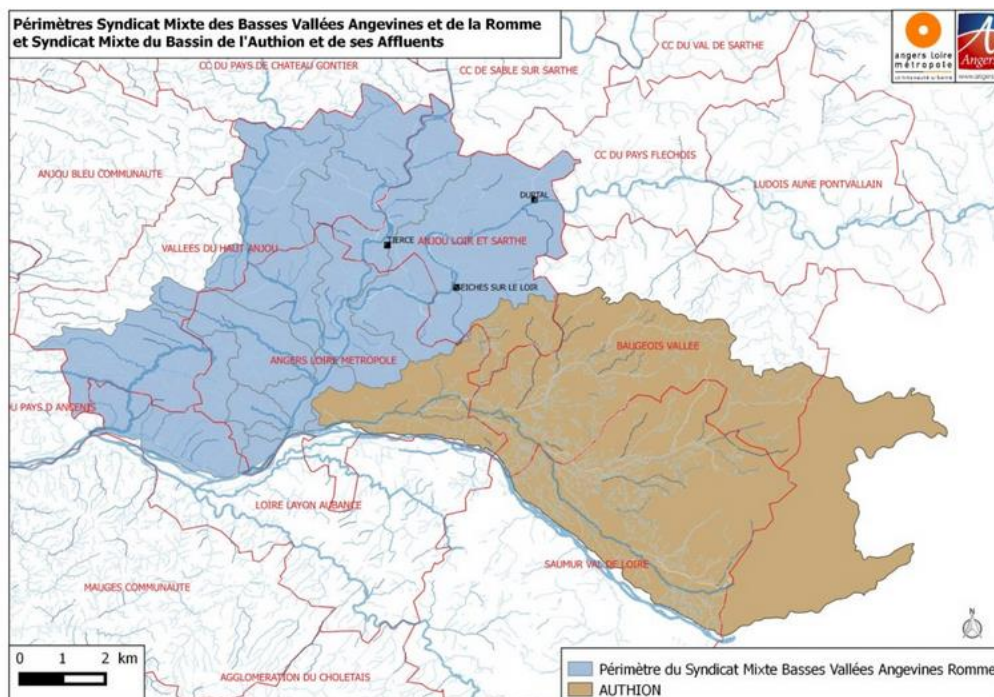 Périmètres Syndicat Mixte des Basses Vallées Angevines et de la Romme
et Syndicat Mixte du Bassin de l'Authion et de ses Affluents
angers Loire
métropole
communauté urbaine
Angers
www.angers
CC DU VAL DE SARTHE
CC DU PAYS DE CHATEAU GONTIER
CC DE SABLE SUR SARTHE
CC DU PAYS FLECHOIS
ANJOU BLEU COMMUNAUTE
LUDOIS AUNE PONTVALLAIN
DURTAL
TIERCE
ANJOU LOIR ET SARTHE
VALLEES DU HAUT ANJOU
SEICHES SUR LE LOIR
BAUGEOIS VALLEE
ANGERS LOIRE METROPOLE
DU PAYS D ANCENIS
LOIRE LAYON AUBANCE
SAUMUR VAL DE LOIRE
MAUGES COMMUNAUTE
N
0 1 2 km
AGGLOMERATION DU CHOLETAIS
Périmètre du Syndicat Mixte Basses Vallées Angevines Romme
AUTHION